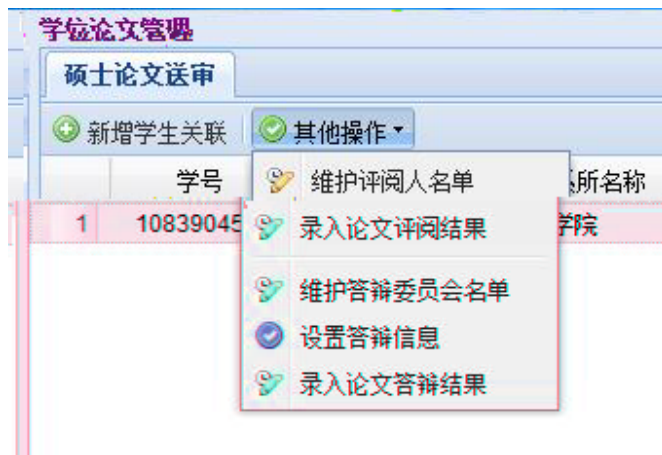 学位论文管理
硕士论文送审
新增学生关联 其他操作
学号 所名称
维护评阅人名单
1 10839045 学院
录入论文评阅结果
维护答辩委员会名单
设置答辩信息
录入论文答辩结果